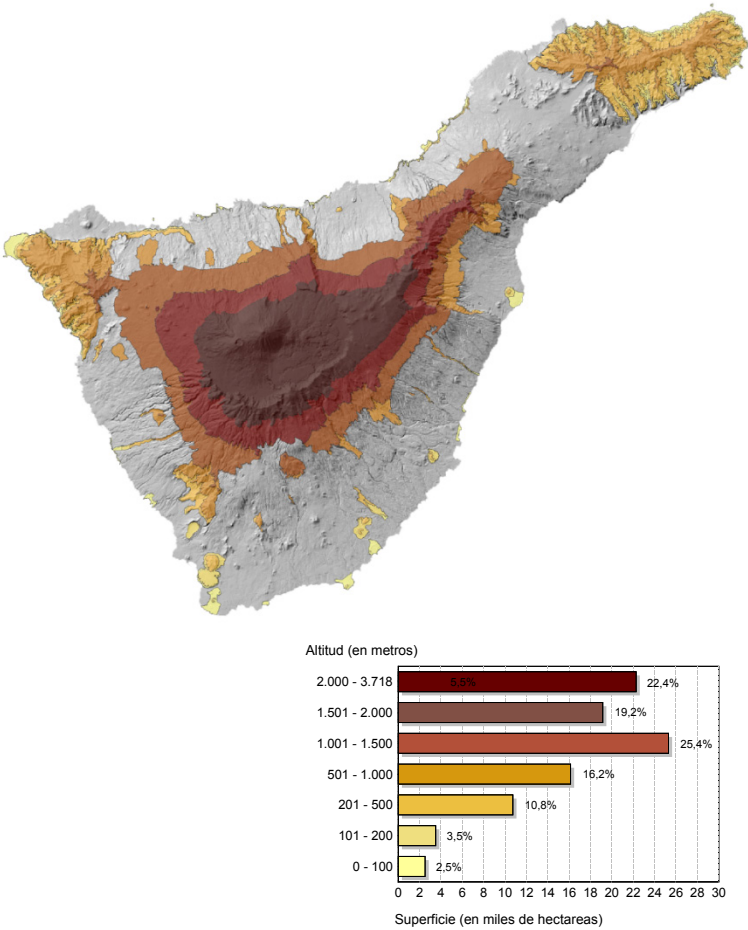 Altitud (en metros)
2.000 - 3.718 5,5% 22,4%
1.501 - 2.000 19,2%
1.001 - 1.500 25,4%
501 - 1.000 16,2%
201 - 500 10,8%
101 - 200 3,5%
0 - 100 2,5%
0 2 4 6 8 10 12 14 16 18 20 22 24 26 28 30
Superficie (en miles de hectareas)